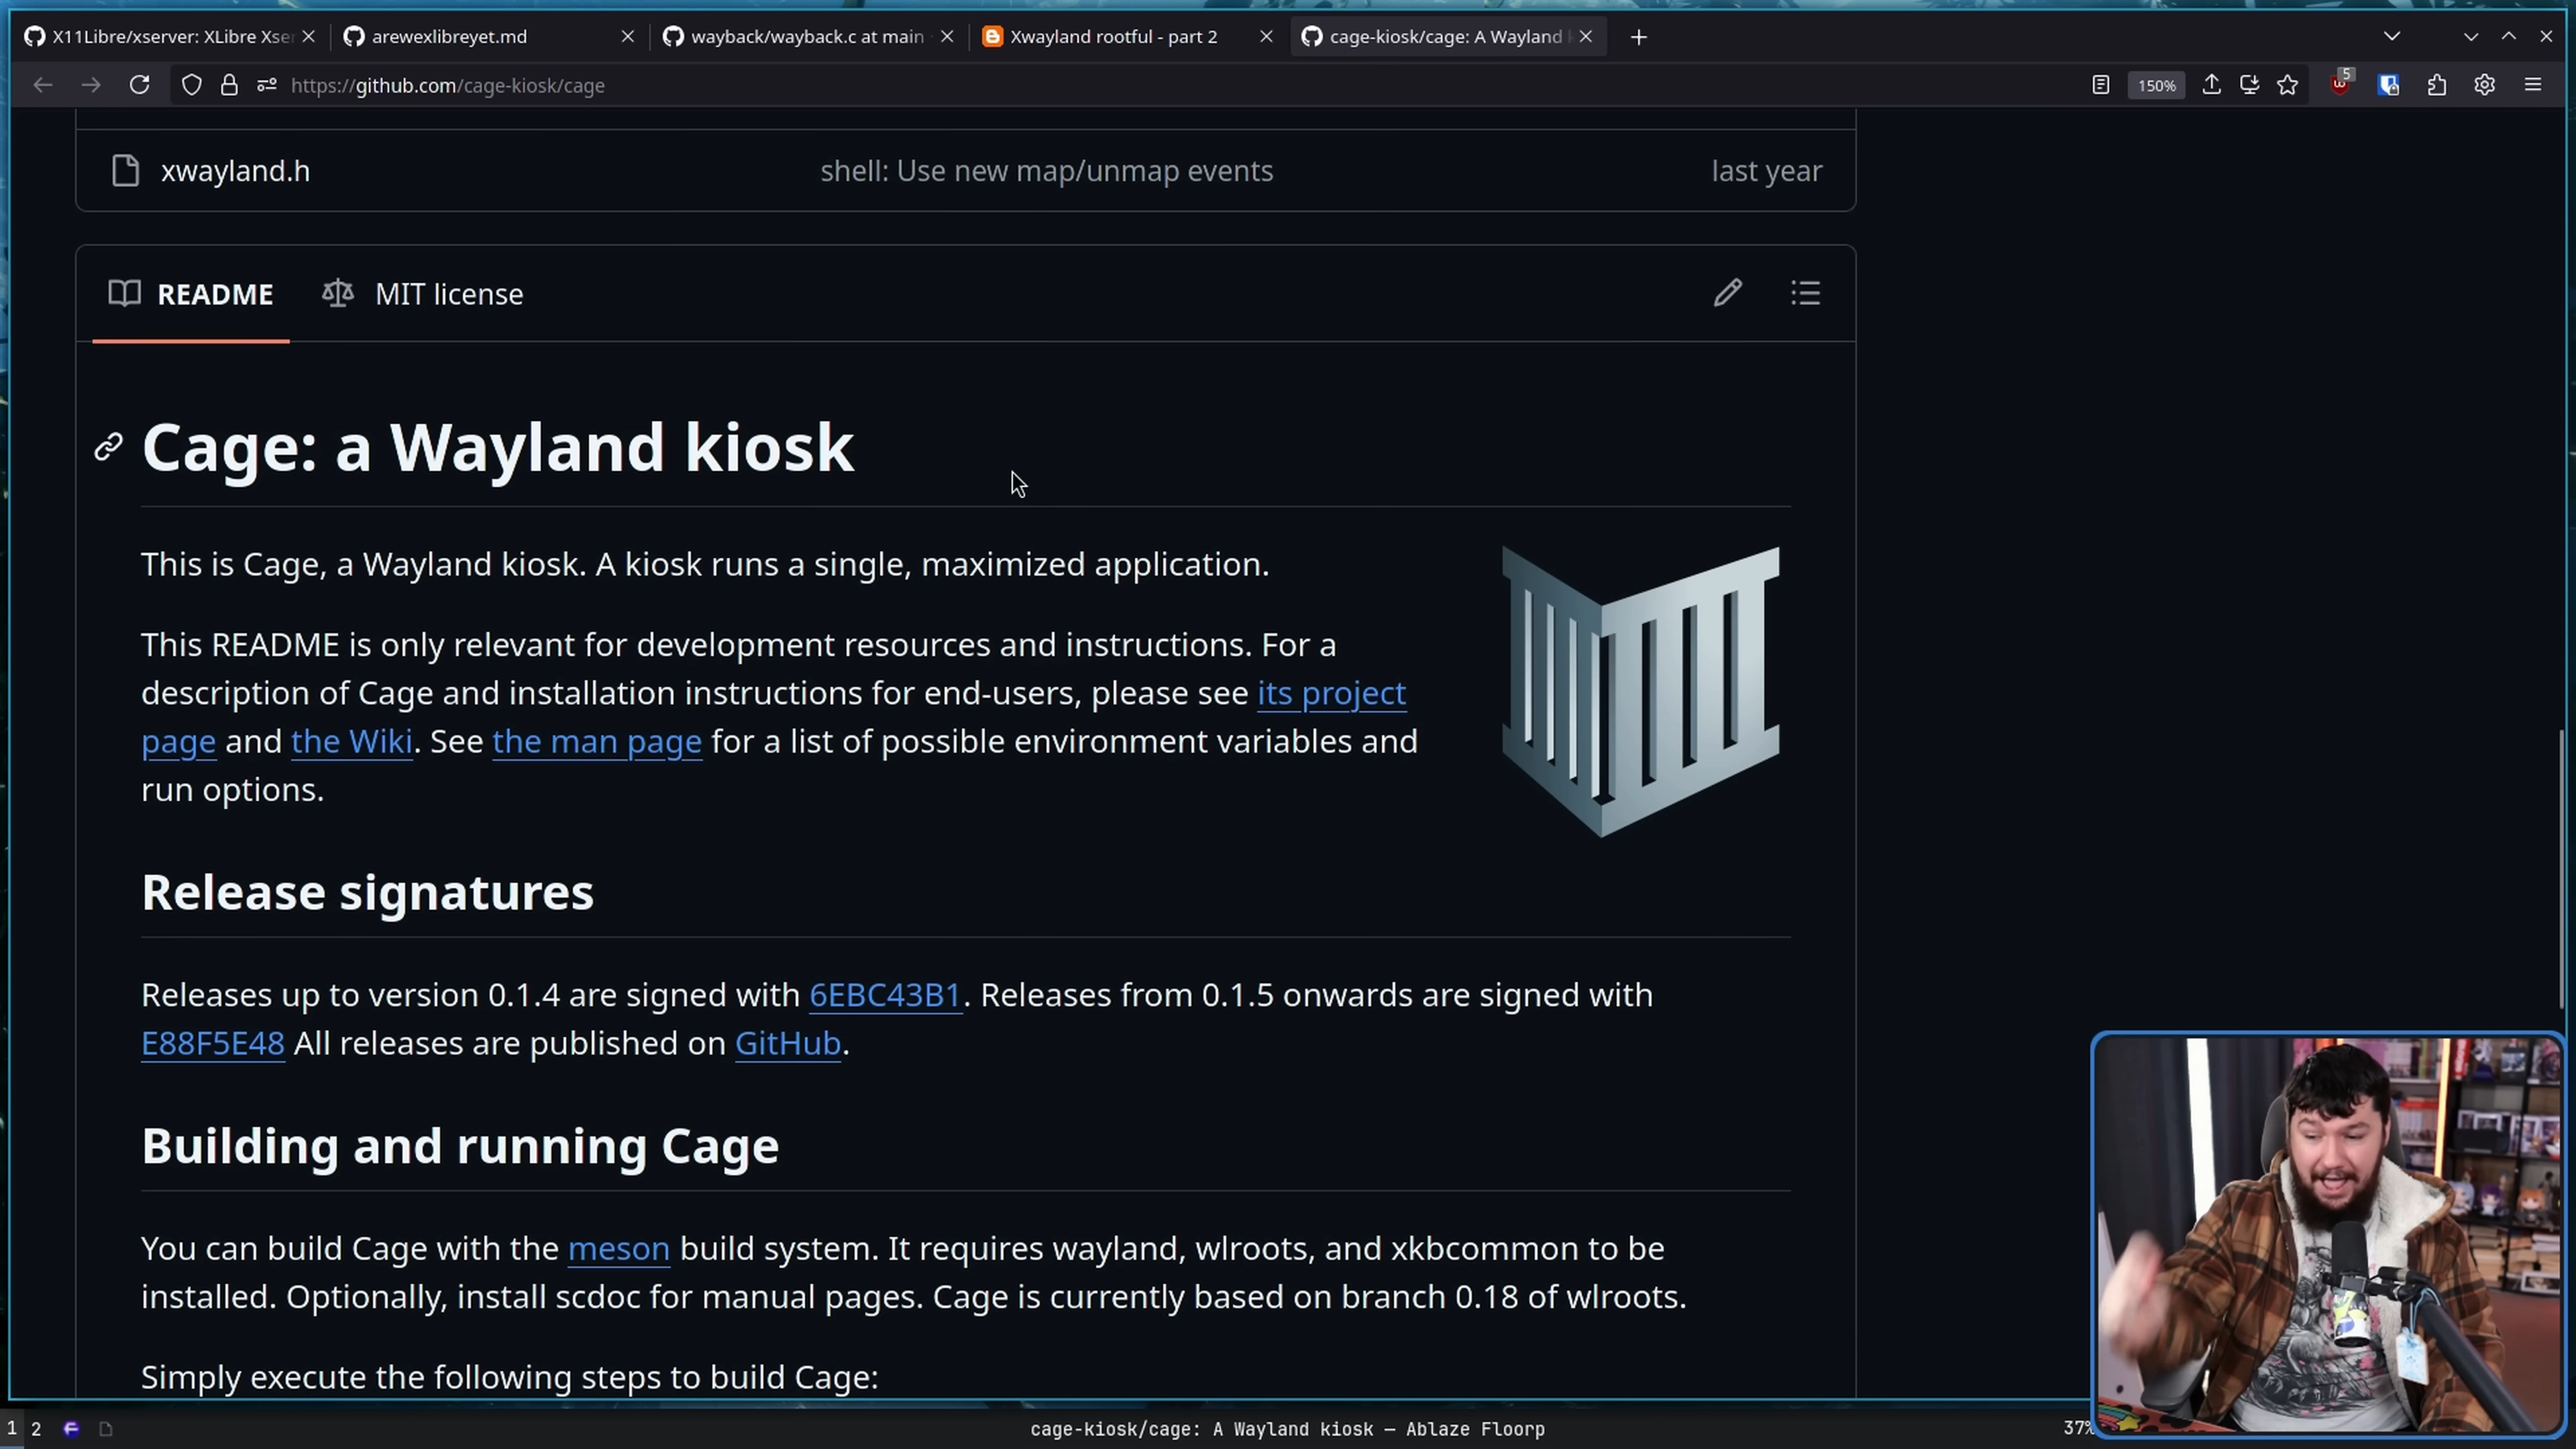 X11Libre/xserver: XLibre Xse
arewexlibreyet.md
wayback/wayback.c at main
Xwayland rootful - part 2
cage-kiosk/cage: A Wayland
https://github.com/cage-kiosk/cage
150%
5
xwayland.h
shell: Use new map/unmap events
last year
README
MIT license
Cage: a Wayland kiosk
This is Cage, a Wayland kiosk. A kiosk runs a single, maximized application.
This README is only relevant for development resources and instructions. For a
description of Cage and installation instructions for end-users, please see its project
page and the Wiki. See the man page for a list of possible environment variables and
run options.
Release signatures
Releases up to version 0.1.4 are signed with 6EBC43B1. Releases from 0.1.5 onwards are signed with
E88F5E48 All releases are published on GitHub.
Building and running Cage
You can build Cage with the meson build system. It requires wayland, wlroots, and xkbcommon to be
installed. Optionally, install scdoc for manual pages. Cage is currently based on branch 0.18 of wlroots.
Simply execute the following steps to build Cage:
1 2
cage-kiosk/cage: A Wayland kiosk — Ablaze Floorp
37%